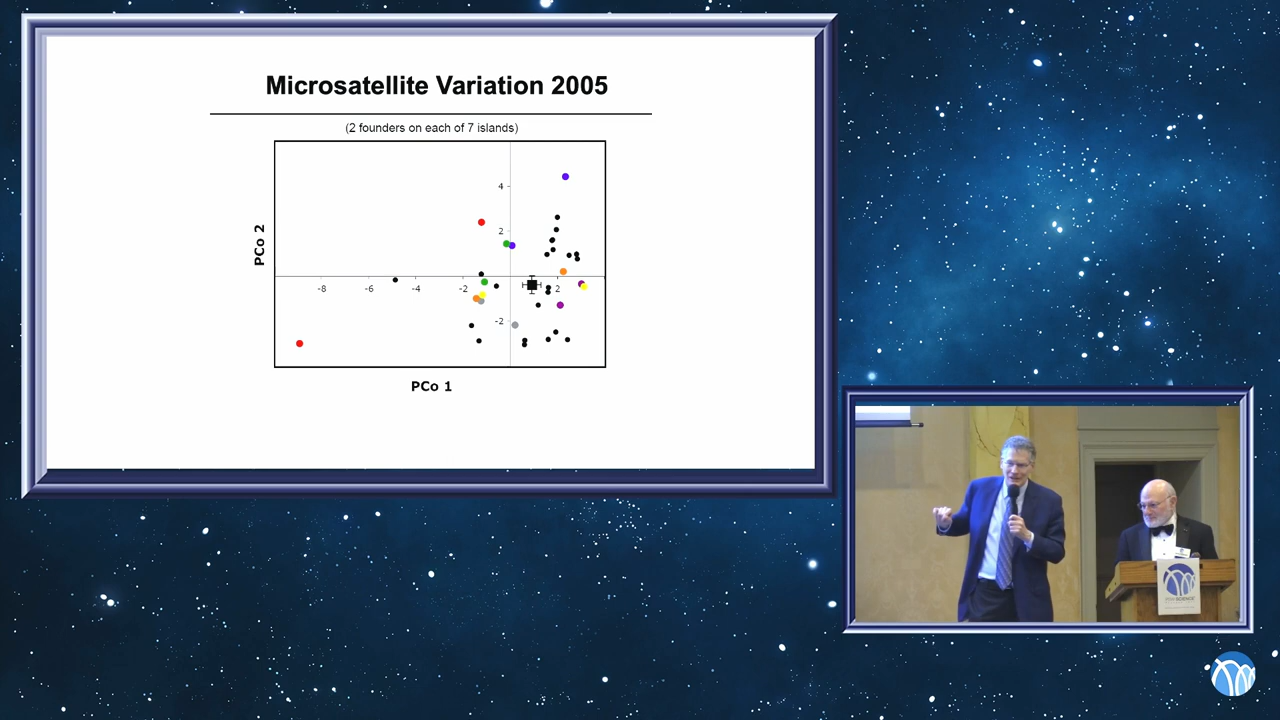 Microsatellite Variation 2005
(2 founders on each of 7 islands)
4
2
-8
-6
-4
-2
2
-2
PCo 2
PCo 1